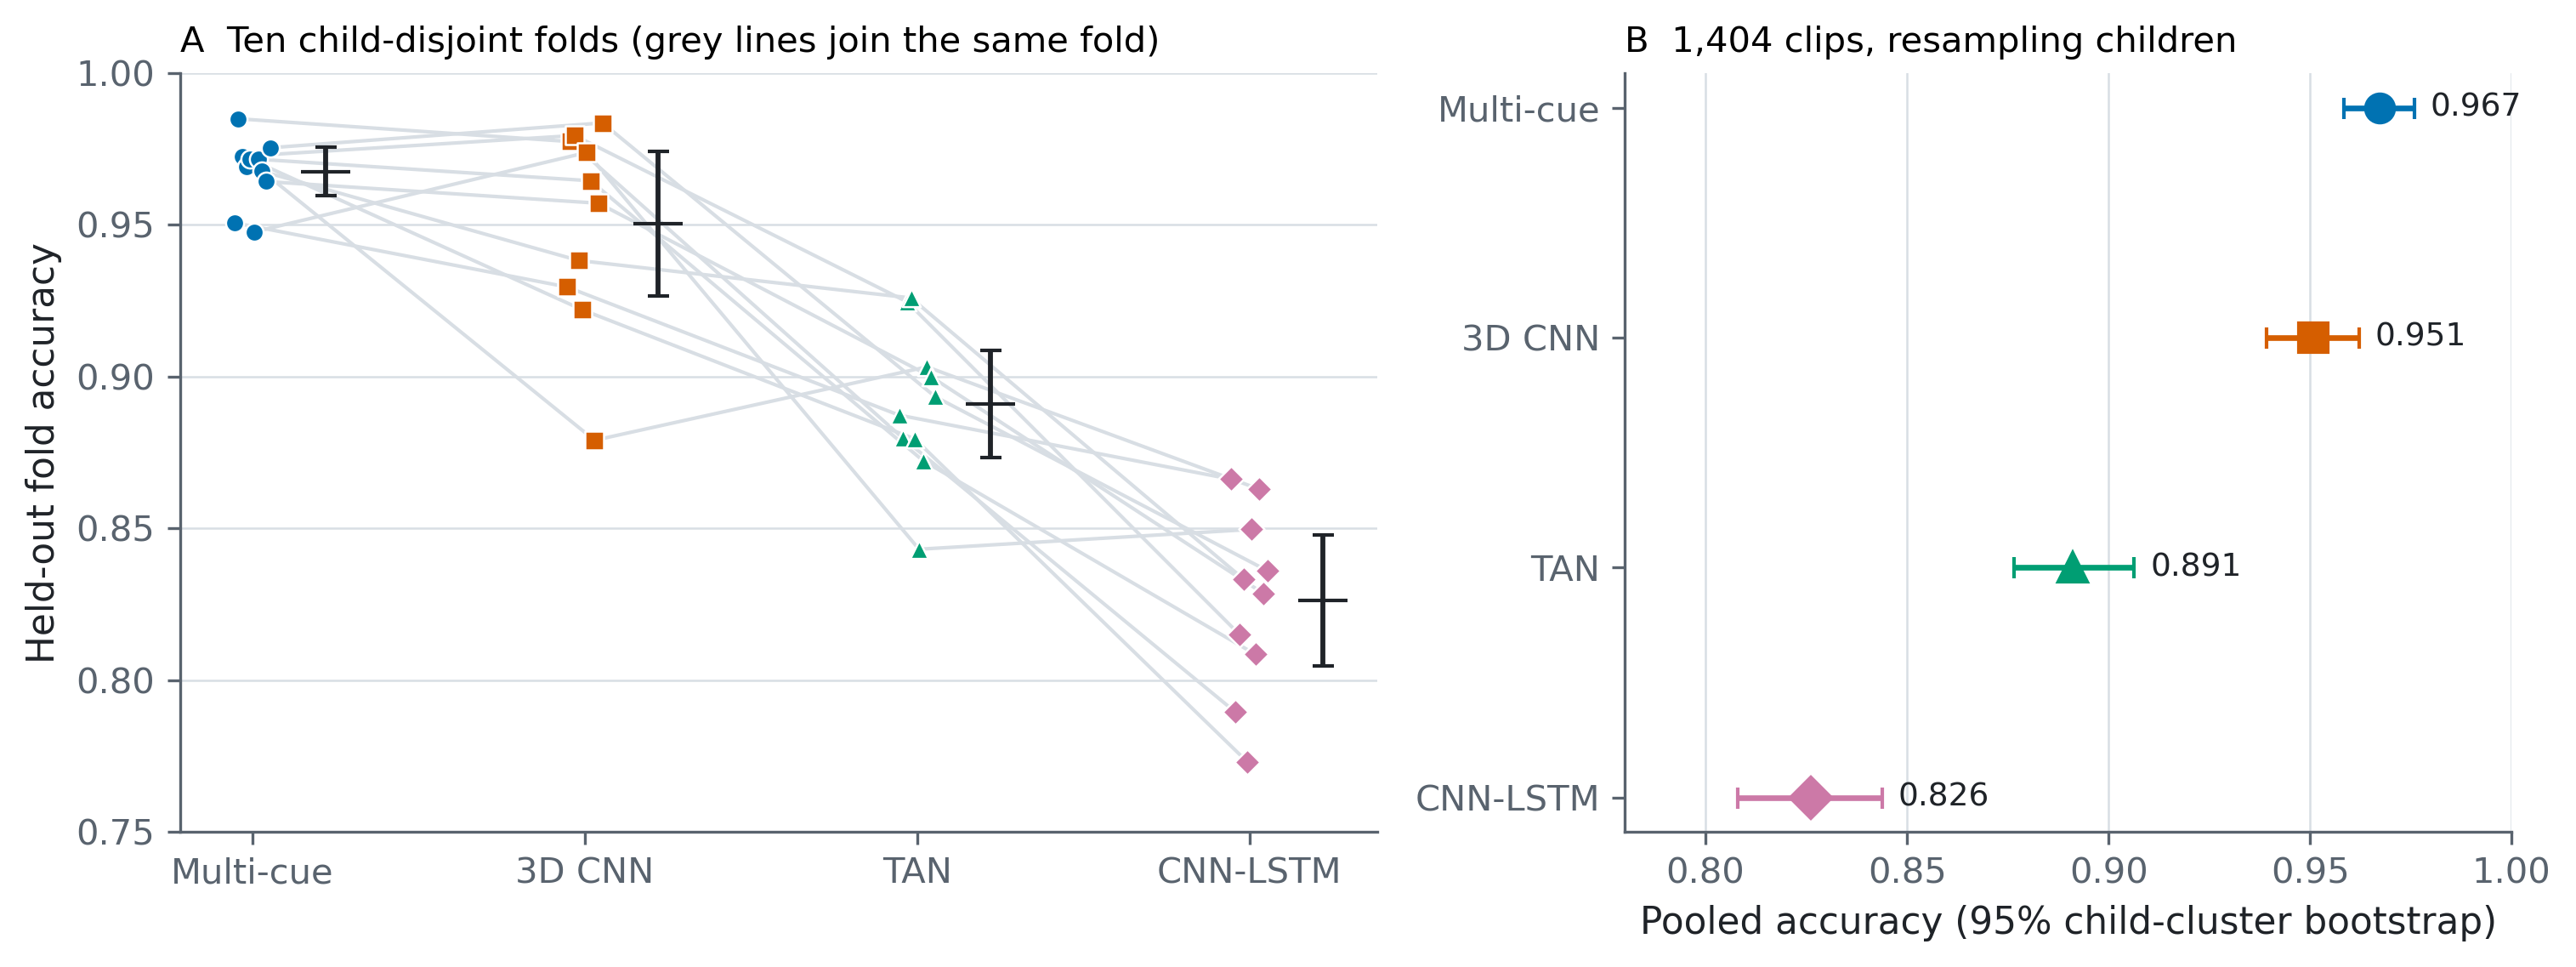 A  Ten child-disjoint folds (grey lines join the same fold)
Held-out fold accuracy
1.00
0.95
0.90
0.85
0.80
0.75
Multi-cue
3D CNN
TAN
CNN-LSTM
B  1,404 clips, resampling children
Multi-cue
0.967
3D CNN
0.951
TAN
0.891
CNN-LSTM
0.826
0.80
0.85
0.90
0.95
1.00
Pooled accuracy (95% child-cluster bootstrap)